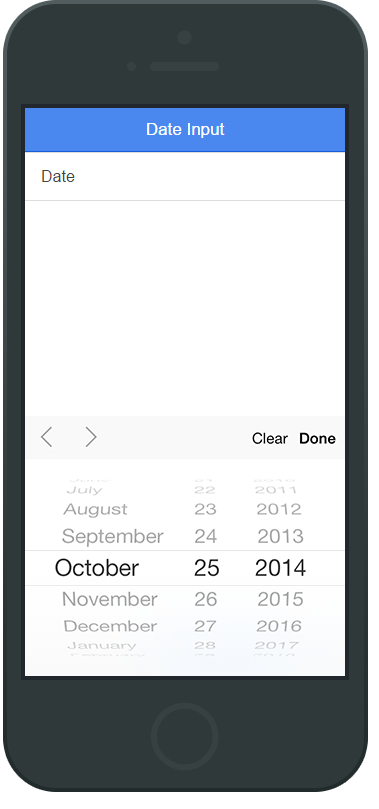 Date Input
Date
Clear Done
July 22 2011
August 23 2012
September 24 2013
October 25 2014
November 26 2015
December 27 2016
January 28 2017